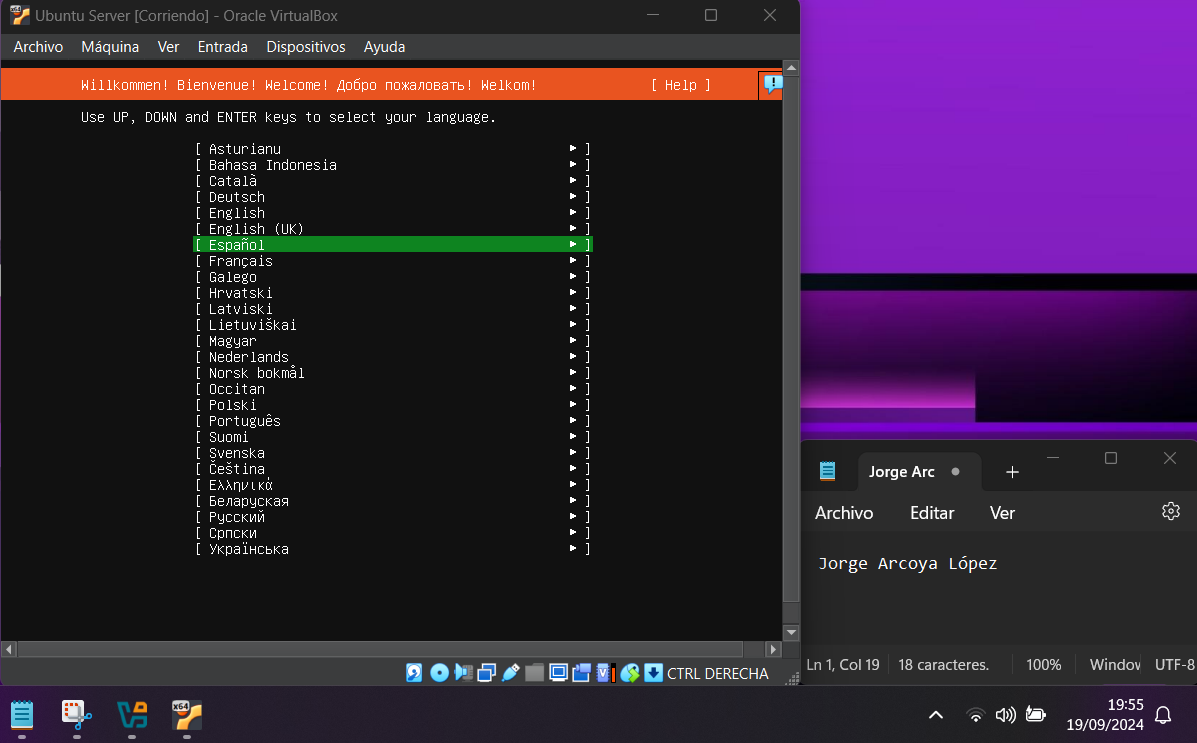 Ubuntu Server [Corriendo] - Oracle VirtualBox
Archivo Máquina Ver Entrada Dispositivos Ayuda
Willkommen! Bienvenue! Welcome! Добро пожаловать! Welkom! [ Help ]
Use UP, DOWN and ENTER keys to select your language.
[ Asturianu ▸ ]
[ Bahasa Indonesia ▸ ]
[ Català ▸ ]
[ Deutsch ▸ ]
[ English ▸ ]
[ English (UK) ▸ ]
[ Español ▸ ]
[ Français ▸ ]
[ Galego ▸ ]
[ Hrvatski ▸ ]
[ Latviski ▸ ]
[ Lietuviškai ▸ ]
[ Magyar ▸ ]
[ Nederlands ▸ ]
[ Norsk bokmål ▸ ]
[ Occitan ▸ ]
[ Polski ▸ ]
[ Português ▸ ]
[ Suomi ▸ ]
[ Svenska ▸ ]
[ Čeština ▸ ]
[ Ελληνικά ▸ ]
[ Беларуская ▸ ]
[ Русский ▸ ]
[ Српски ▸ ]
[ Українська ▸ ]
CTRL DERECHA
Jorge Arc
Archivo Editar Ver
Jorge Arcoya López
Ln 1, Col 19 18 caracteres. 100% Window UTF-8
x64
19:55
19/09/2024